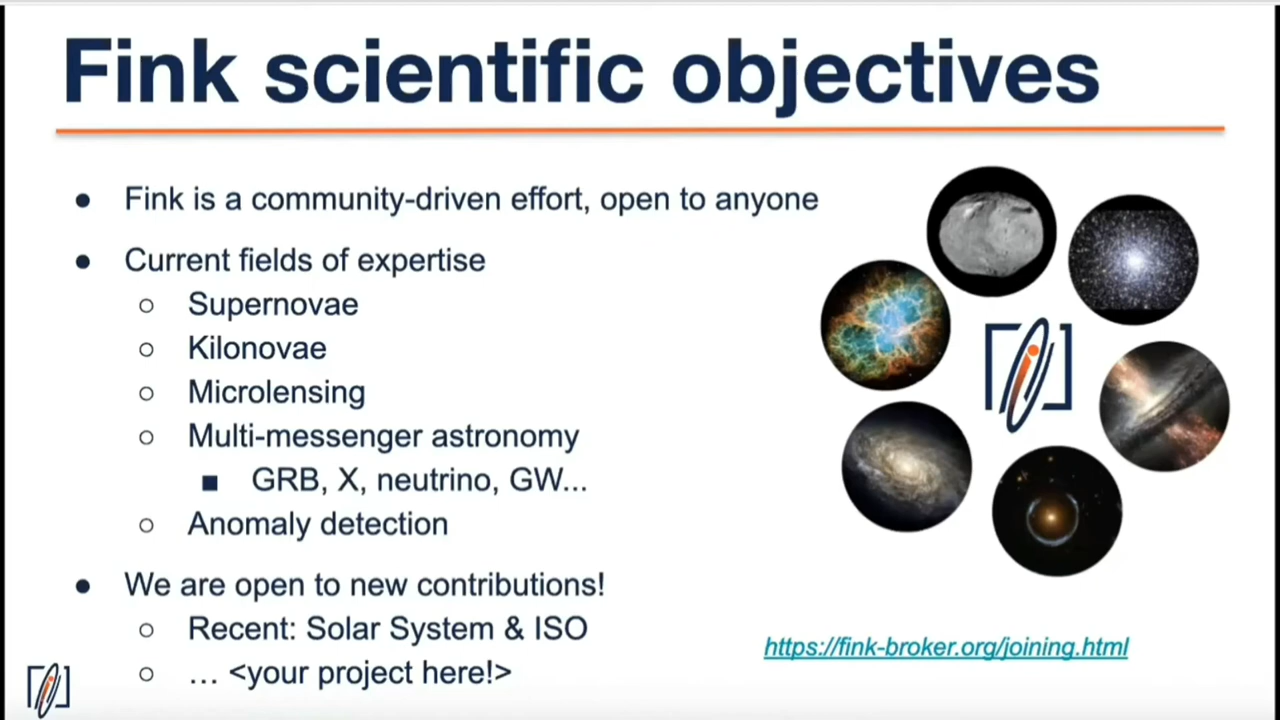 Fink scientific objectives
● Fink is a community-driven effort, open to anyone
● Current fields of expertise
○ Supernovae
○ Kilonovae
○ Microlensing
○ Multi-messenger astronomy
■ GRB, X, neutrino, GW...
○ Anomaly detection
● We are open to new contributions!
○ Recent: Solar System & ISO
○ … <your project here!>
https://fink-broker.org/joining.html